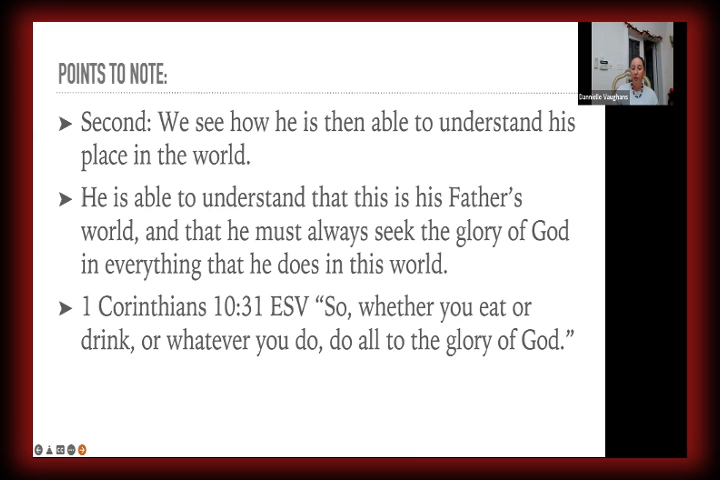 POINTS TO NOTE:
Dannielle Vaughans
➤ Second: We see how he is then able to understand his
place in the world.
➤ He is able to understand that this is his Father’s
world, and that he must always seek the glory of God
in everything that he does in this world.
➤ 1 Corinthians 10:31 ESV “So, whether you eat or
drink, or whatever you do, do all to the glory of God.”